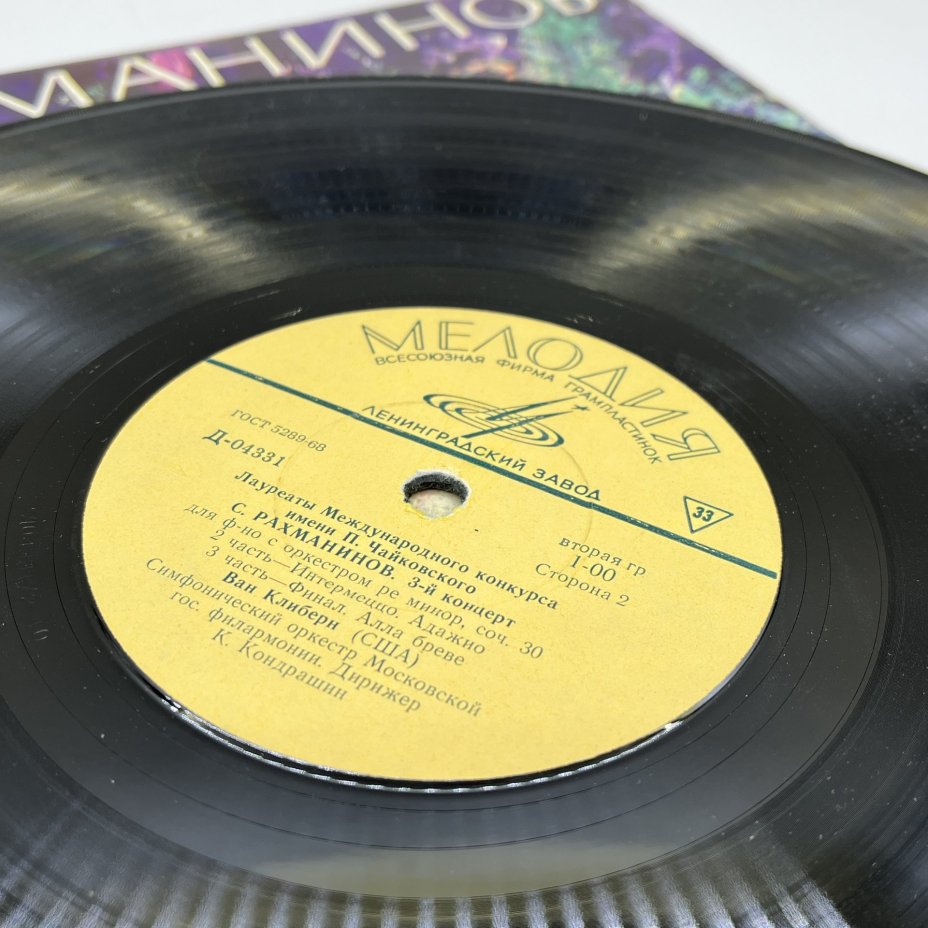 МАНИНОВ
МЕЛОДИЯ
ВСЕСОЮЗНАЯ ФИРМА ГРАМПЛАСТИНОК
ЛЕНИНГРАДСКИЙ ЗАВОД
33
ГОСТ 5289-68
Д-04331
вторая гр
1-00
Сторона 2
Лауреаты Международного конкурса
имени П. Чайковского
С. РАХМАНИНОВ. 3-й концерт
для ф-но с оркестром ре минор, соч. 30
2 часть—Интермеццо. Адажио
3 часть—Финал. Алла бреве
Ван Клиберн (США)
Симфонический оркестр Московской
гос. филармонии. Дирижер
К. Кондрашин